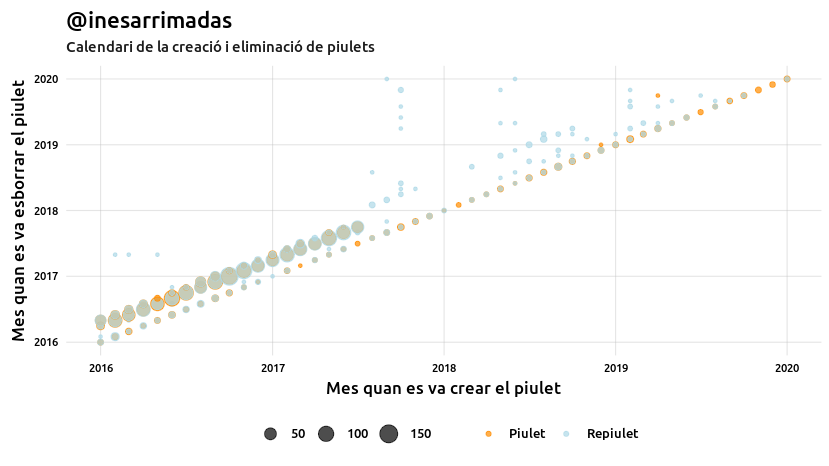 @inesarrimadas
Calendari de la creació i eliminació de piulets
Mes quan es va esborrar el piulet
2020
2019
2018
2017
2016
2016 2017 2018 2019 2020
Mes quan es va crear el piulet
50 100 150 Piulet Repiulet